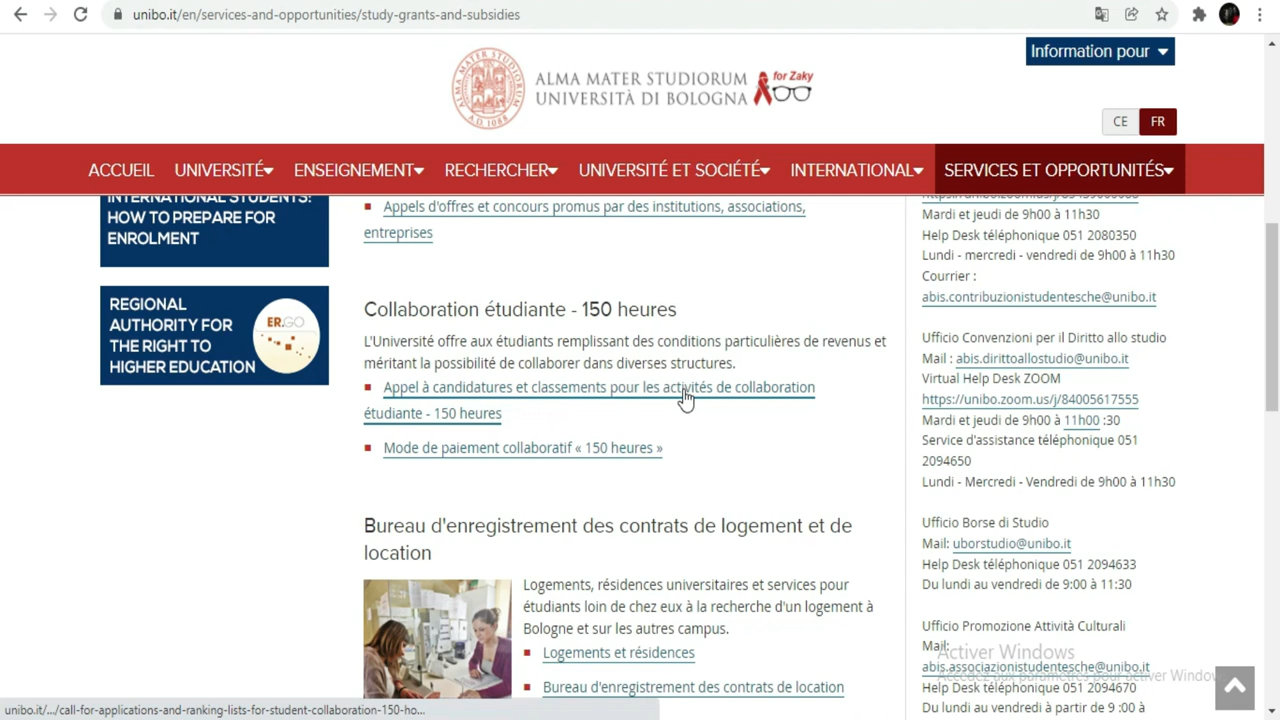 unibo.it/en/services-and-opportunities/study-grants-and-subsidies
ALMA MATER STUDIORUM
UNIVERSITÀ DI BOLOGNA
for Zaky
ALMA MATER STUDIORUM
A.D. 1088
Information pour
CE
FR
ACCUEIL
UNIVERSITÉ
ENSEIGNEMENT
RECHERCHER
UNIVERSITÉ ET SOCIÉTÉ
INTERNATIONAL
SERVICES ET OPPORTUNITÉS
INTERNATIONAL STUDENTS:
HOW TO PREPARE FOR
ENROLMENT
REGIONAL
AUTHORITY FOR
THE RIGHT TO
HIGHER EDUCATION
ER.GO
Appels d'offres et concours promus par des institutions, associations,
entreprises
Collaboration étudiante - 150 heures
L'Université offre aux étudiants remplissant des conditions particulières de revenus et
méritant la possibilité de collaborer dans diverses structures.
Appel à candidatures et classements pour les activités de collaboration
étudiante - 150 heures
Mode de paiement collaboratif « 150 heures »
Bureau d'enregistrement des contrats de logement et de
location
Logements, résidences universitaires et services pour
étudiants loin de chez eux à la recherche d'un logement à
Bologne et sur les autres campus.
Logements et résidences
Bureau d'enregistrement des contrats de location
Mardi et jeudi de 9h00 à 11h30
Help Desk téléphonique 051 2080350
Lundi - mercredi - vendredi de 9h00 à 11h30
Courrier :
abis.contribuzionistudentesche@unibo.it
Ufficio Convenzioni per il Diritto allo studio
Mail : abis.dirittoallostudio@unibo.it
Virtual Help Desk ZOOM
https://unibo.zoom.us/j/84005617555
Mardi et jeudi de 9h00 à 11h00 :30
Service d'assistance téléphonique 051
2094650
Lundi - Mercredi - Vendredi de 9h00 à 11h30
Ufficio Borse di Studio
Mail: uborstudio@unibo.it
Help Desk téléphonique 051 2094633
Du lundi au vendredi de 9:00 à 11:30
Ufficio Promozione Attività Culturali
Mail:
abis.associazionistudentesche@unibo.it
Help Desk téléphonique 051 2094670
Du lundi au vendredi à partir de 9 :00 à
Activer Windows
Accédez aux paramètres pour activer Windows
unibo.it/.../call-for-applications-and-ranking-lists-for-student-collaboration-150-ho...